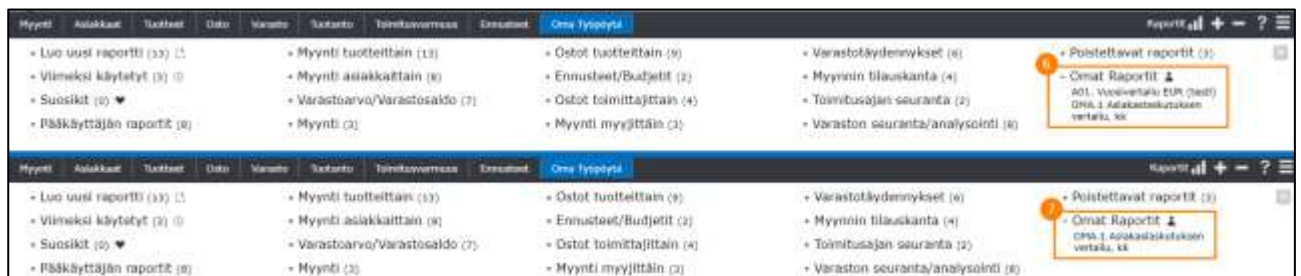 Myynti Asiakkaat Tuotteet Osto Varasto Tuotanto Toimitusvarmuus Ennusteet Oma Työpöytä Raportit + − ?
+ Luo uusi raportti (13) + Myynti tuotteittain (13) + Ostot tuotteittain (9) + Varastotäydennykset (6) + Poistettavat raportit (3)
6
+ Viimeksi käytetyt (3) + Myynti asiakkaittain (8) + Ennusteet/Budjetit (2) + Myynnin tilauskanta (4) − Omat Raportit
A01. Vuosivertailu EUR (testi)
+ Suosikit (9) ♥ + Varastoarvo/Varastosaldo (7) + Ostot toimittajittain (4) + Toimitusajan seuranta (2) OMA.1 Asiakaslaskutuksen
vertailu, kk
+ Pääkäyttäjän raportit (8) + Myynti (3) + Myynti myyjittäin (3) + Varaston seuranta/analysointi (8)
Myynti Asiakkaat Tuotteet Osto Varasto Tuotanto Toimitusvarmuus Ennusteet Oma Työpöytä Raportit + − ?
+ Luo uusi raportti (13) + Myynti tuotteittain (13) + Ostot tuotteittain (9) + Varastotäydennykset (6) + Poistettavat raportit (3)
7
+ Viimeksi käytetyt (3) + Myynti asiakkaittain (8) + Ennusteet/Budjetit (2) + Myynnin tilauskanta (4) − Omat Raportit
+ Suosikit (9) ♥ + Varastoarvo/Varastosaldo (7) + Ostot toimittajittain (4) + Toimitusajan seuranta (2) OMA.1 Asiakaslaskutuksen
vertailu, kk
+ Pääkäyttäjän raportit (8) + Myynti (3) + Myynti myyjittäin (3) + Varaston seuranta/analysointi (8)